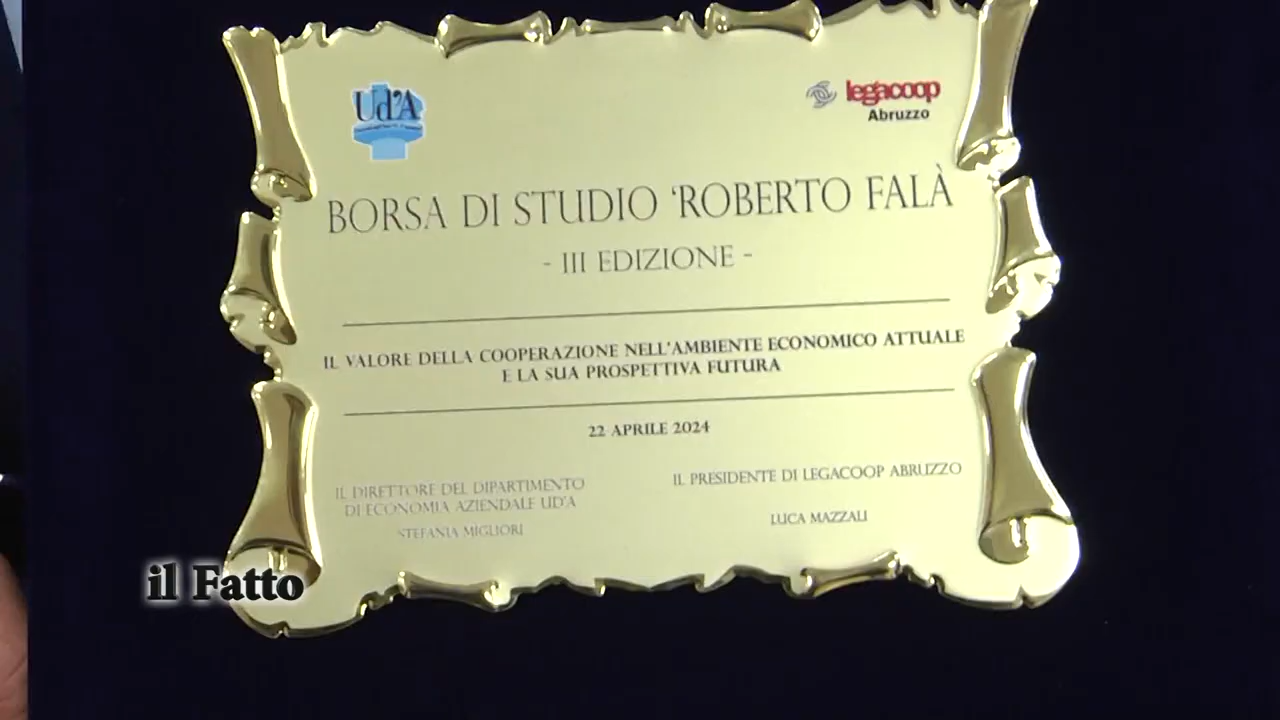 Ud'A
legacoop
Abruzzo
BORSA DI STUDIO 'ROBERTO FALÀ
- III EDIZIONE -
IL VALORE DELLA COOPERAZIONE NELL'AMBIENTE ECONOMICO ATTUALE
E LA SUA PROSPETTIVA FUTURA
22 APRILE 2024
IL DIRETTORE DEL DIPARTIMENTO
DI ECONOMIA AZIENDALE UD'A
STEFANIA MIGLIORI
IL PRESIDENTE DI LEGACOOP ABRUZZO
LUCA MAZZALI
il Fatto